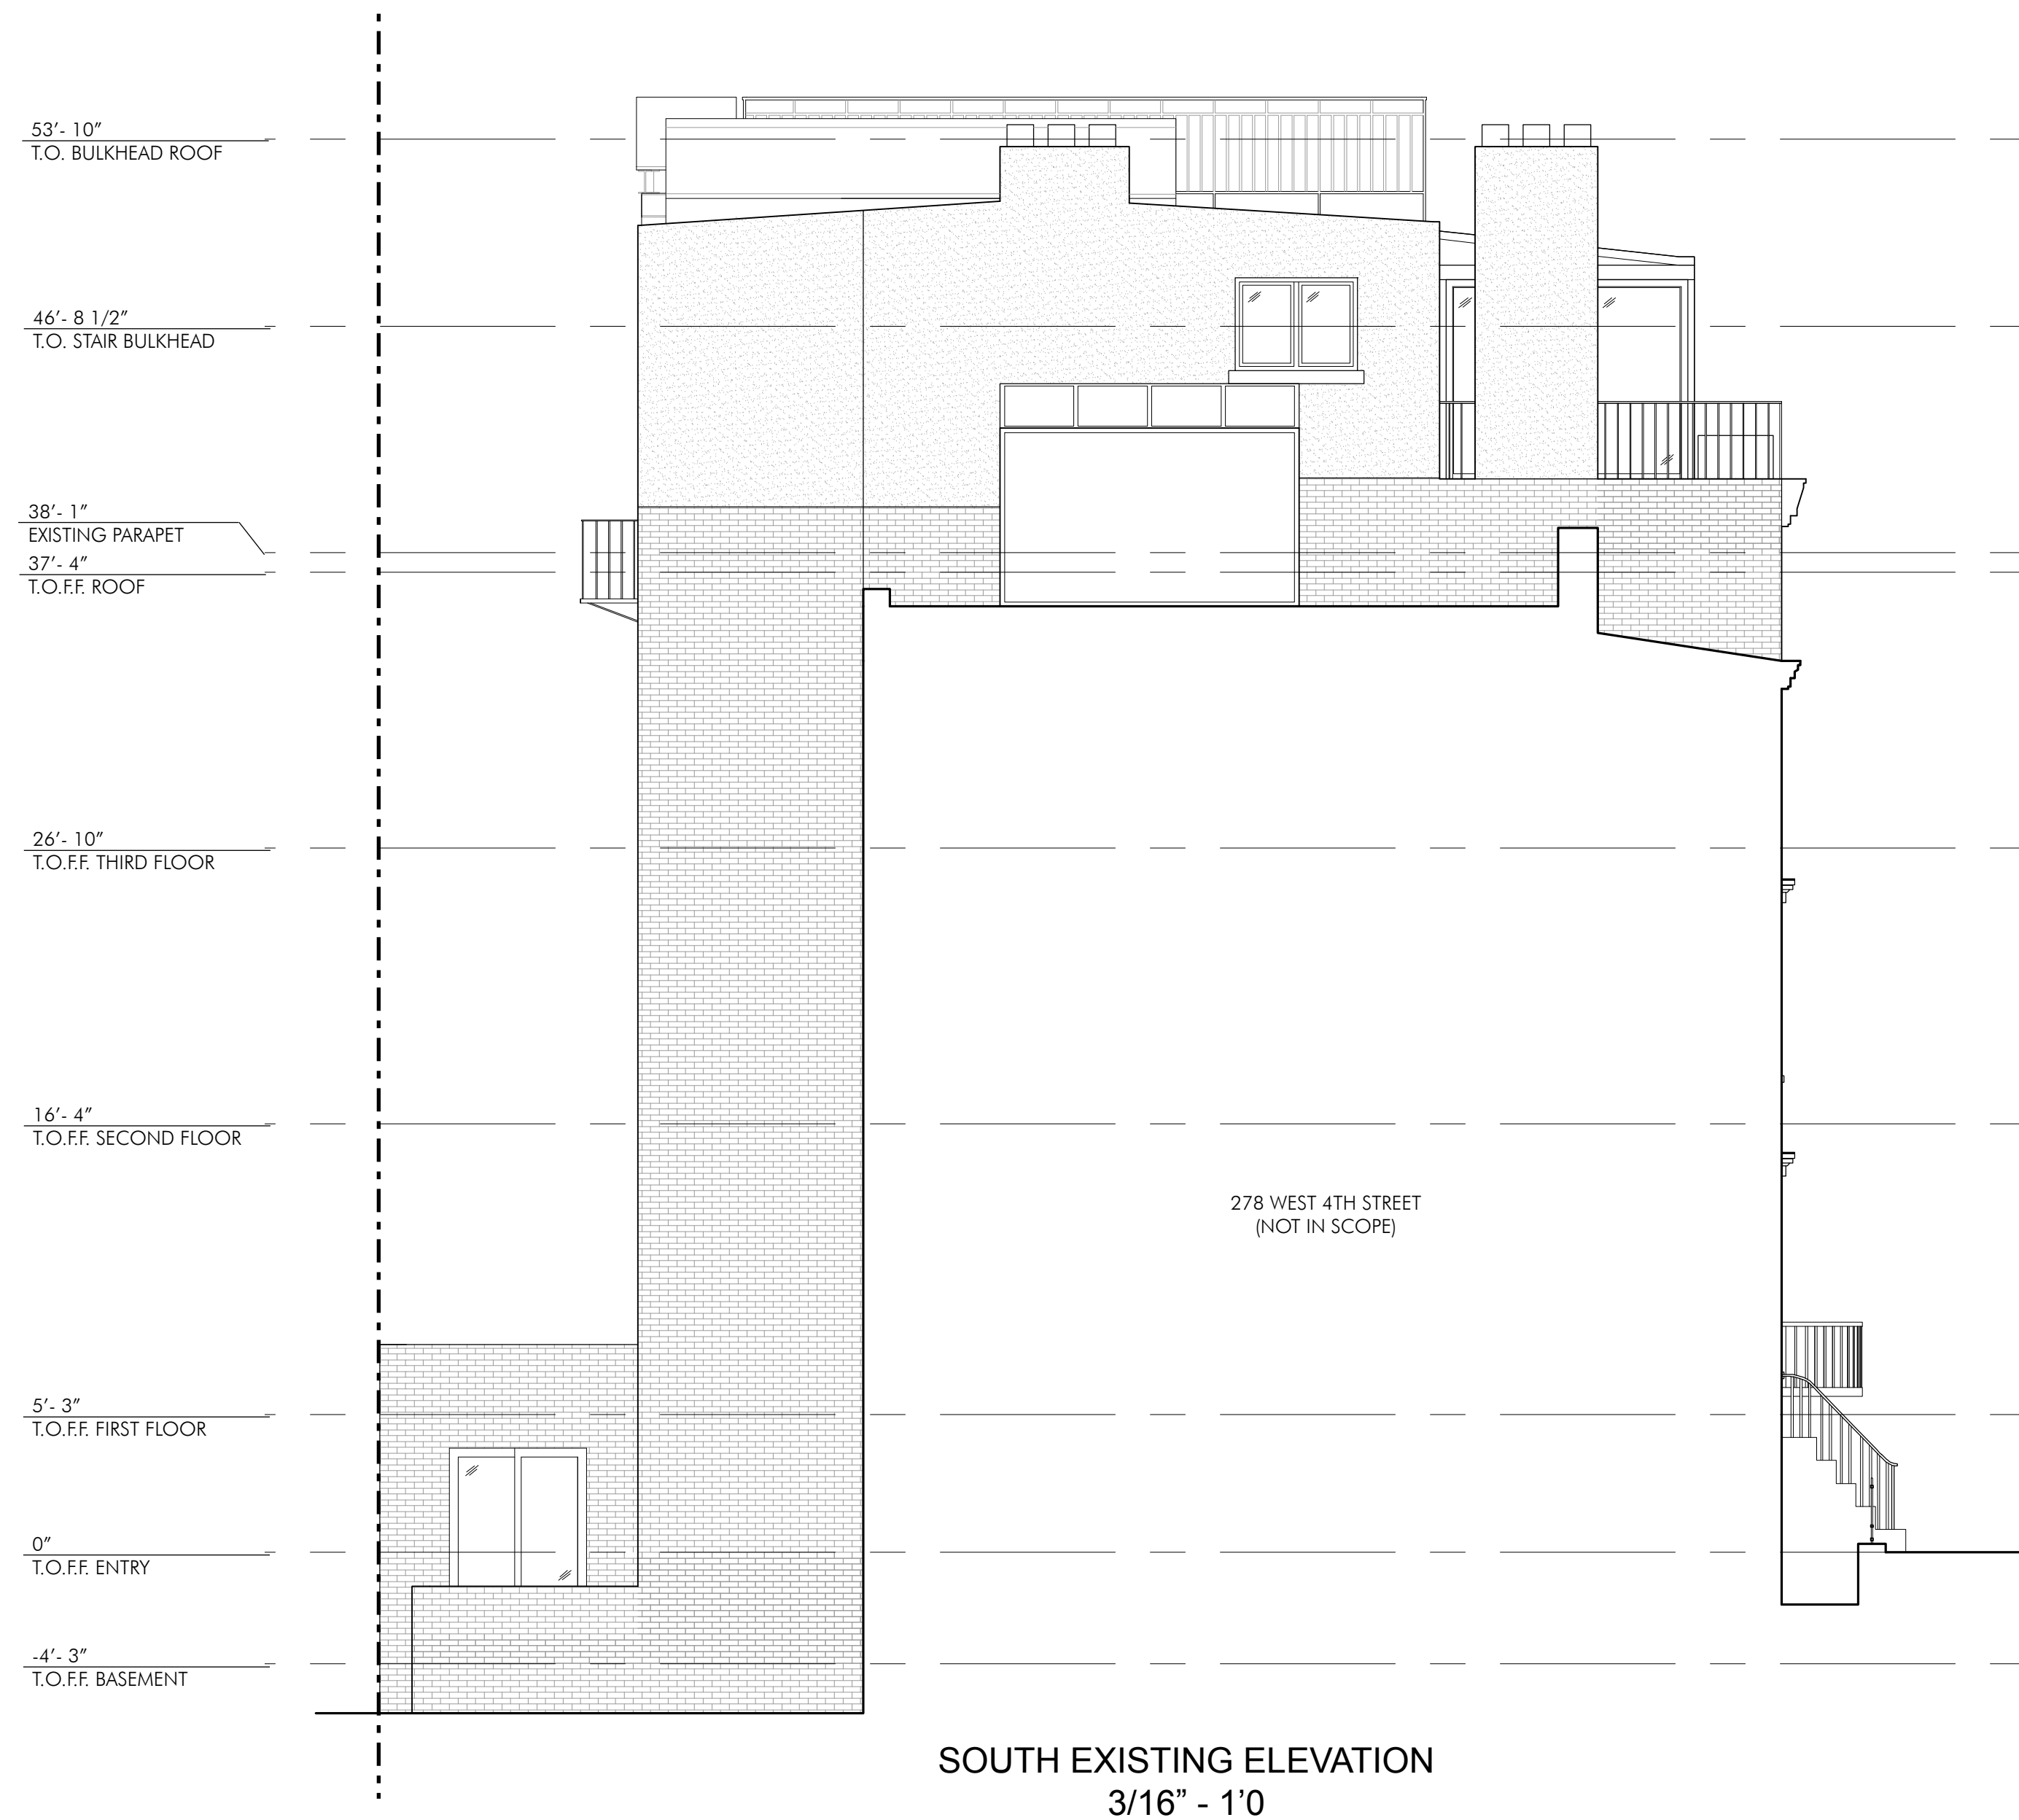 53'- 10"
T.O. BULKHEAD ROOF
46'- 8 1/2"
T.O. STAIR BULKHEAD
38'- 1"
EXISTING PARAPET
37'- 4"
T.O.F.F. ROOF
26'- 10"
T.O.F.F. THIRD FLOOR
16'- 4"
T.O.F.F. SECOND FLOOR
278 WEST 4TH STREET
(NOT IN SCOPE)
5'- 3"
T.O.F.F. FIRST FLOOR
0"
T.O.F.F. ENTRY
-4'- 3"
T.O.F.F. BASEMENT
SOUTH EXISTING ELEVATION
3/16” - 1’0